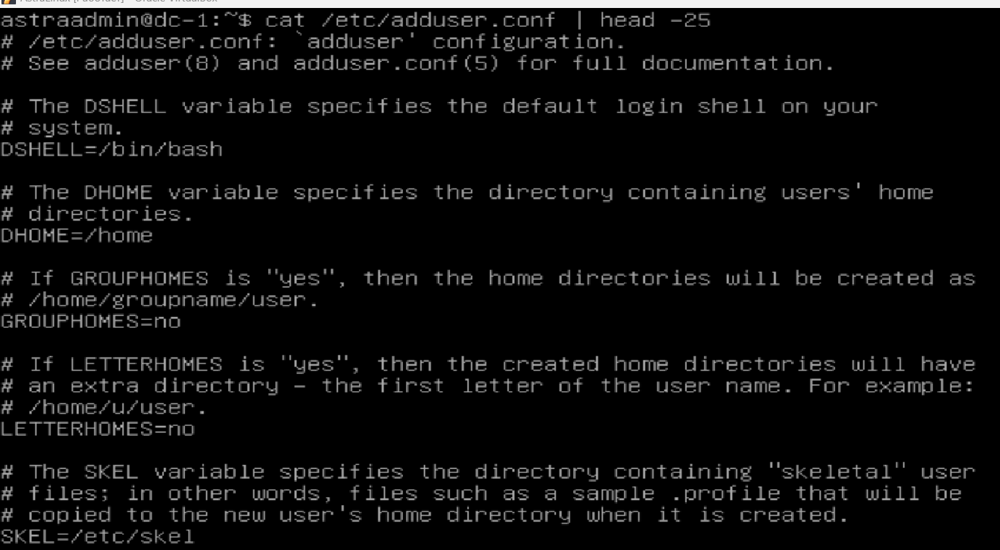 astraadmin@dc-1:~$ cat /etc/adduser.conf | head -25
# /etc/adduser.conf: `adduser' configuration.
# See adduser(8) and adduser.conf(5) for full documentation.

# The DSHELL variable specifies the default login shell on your
# system.
DSHELL=/bin/bash

# The DHOME variable specifies the directory containing users' home
# directories.
DHOME=/home

# If GROUPHOMES is "yes", then the home directories will be created as
# /home/groupname/user.
GROUPHOMES=no

# If LETTERHOMES is "yes", then the created home directories will have
# an extra directory - the first letter of the user name. For example:
# /home/u/user.
LETTERHOMES=no

# The SKEL variable specifies the directory containing "skeletal" user
# files; in other words, files such as a sample .profile that will be
# copied to the new user's home directory when it is created.
SKEL=/etc/skel